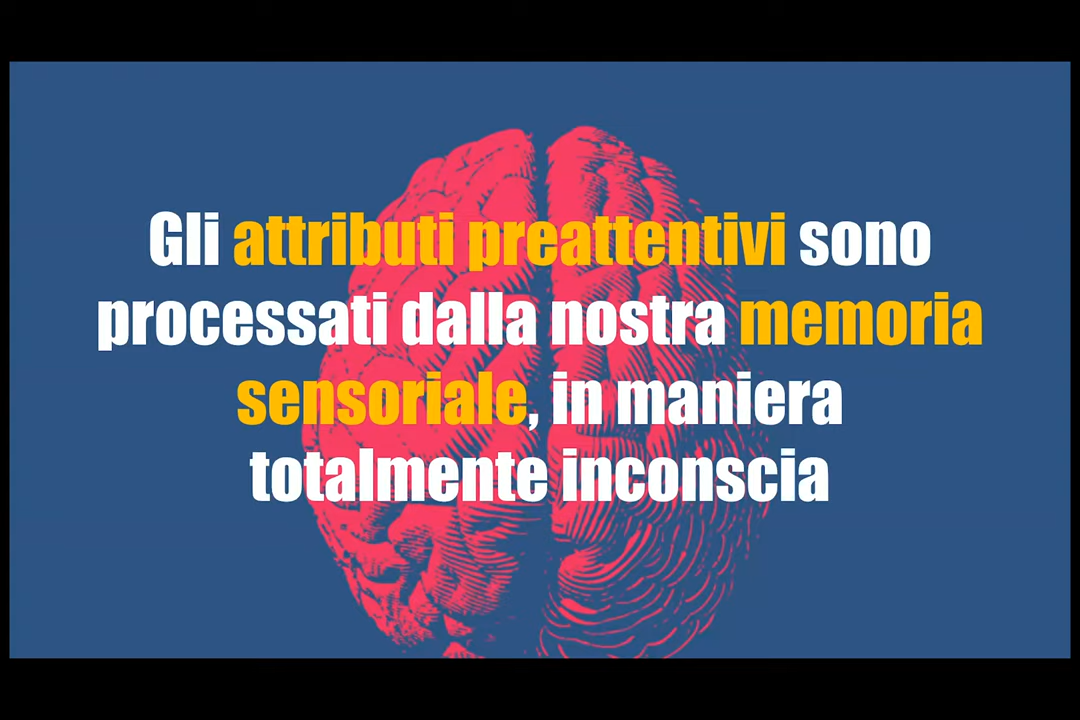 Gli attributi preattentivi sono
processati dalla nostra memoria
sensoriale, in maniera
totalmente inconscia